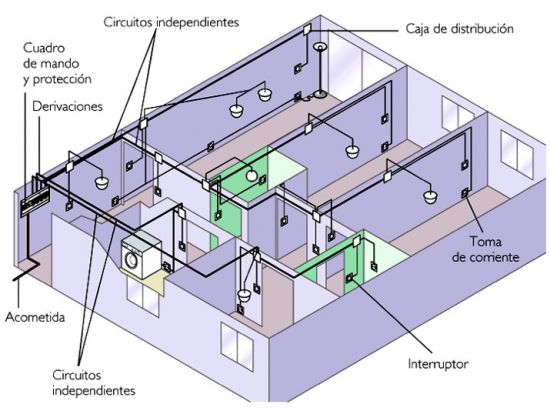 Circuitos independientes
Caja de distribución
Cuadro
de mando
y protección
Derivaciones
Toma
de corriente
Acometida
Interruptor
Circuitos
independientes